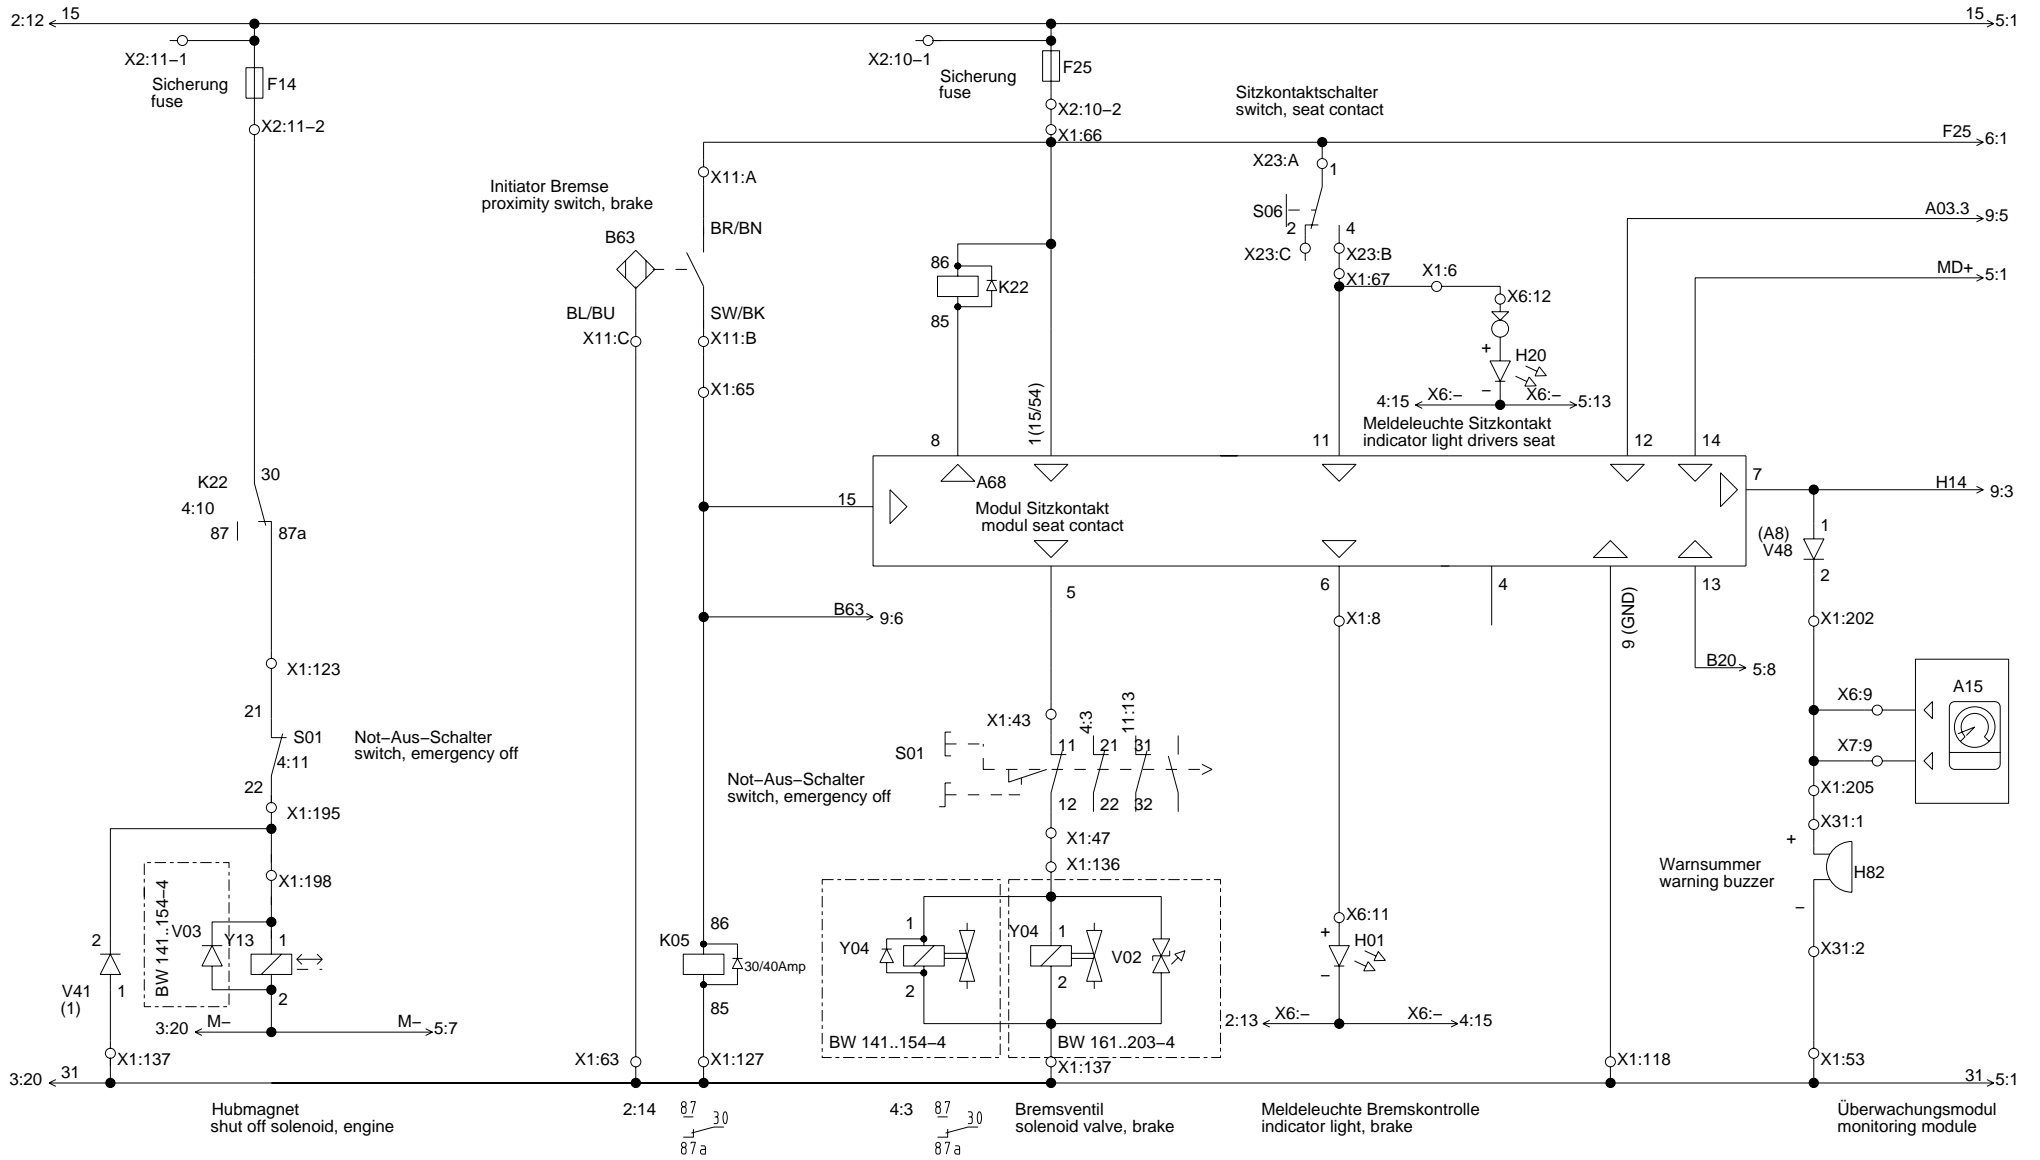 2:12
15
15
5:1
X2:11−1
Sicherung
fuse
F14
X2:11−2
X2:10−1
Sicherung
fuse
F25
X2:10−2
X1:66
Sitzkontaktschalter
switch, seat contact
F25
6:1
X11:A
X23:A
1
Initiator Bremse
proximity switch, brake
BR/BN
S06
2
4
A03.3
9:5
B63
X23:C
X23:B
86
K22
85
X1:67
X1:6
X6:12
MD+
5:1
BL/BU
SW/BK
X11:C
X11:B
X1:65
+
H20
−
4:15
X6:−
X6:−
5:13
Meldeleuchte Sitzkontakt
indicator light drivers seat
8
1(15/54)
11
12
14
K22
30
4:10
87
87a
15
A68
Modul Sitzkontakt
modul seat contact
7
H14
9:3
(A8)
V48
1
2
5
6
4
9 (GND)
13
B63
9:6
X1:8
X1:202
X1:123
B20
5:8
21
S01
4:11
22
Not−Aus−Schalter
switch, emergency off
X1:43
4:3
11:13
S01
11
21
31
Not−Aus−Schalter
switch, emergency off
12
22
32
X6:9
A15
X7:9
X1:205
X1:195
X1:47
X1:136
X31:1
+
Warnsummer
warning buzzer
H82
−
X1:198
BW 141..154−4
V03
Y13
1
2
2
V41
(1)
1
86
K05
30/40Amp
85
Y04
1
2
Y04
1
2
V02
X6:11
+
H01
−
X31:2
3:20
M−
M−
5:7
2:13
X6:−
X6:−
4:15
BW 141..154−4
BW 161..203−4
X1:137
X1:63
X1:127
X1:137
X1:118
X1:53
3:20
31
31
5:1
Hubmagnet
shut off solenoid, engine
2:14
87
30
87a
4:3
87
30
87a
Bremsventil
solenoid valve, brake
Meldeleuchte Bremskontrolle
indicator light, brake
Überwachungsmodul
monitoring module